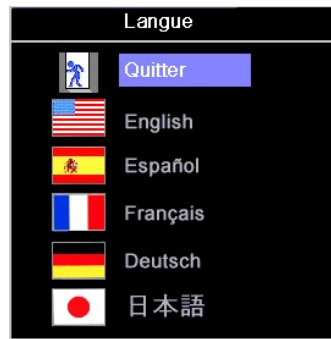 Langue
Quitter
English
Español
Français
Deutsch
日本語